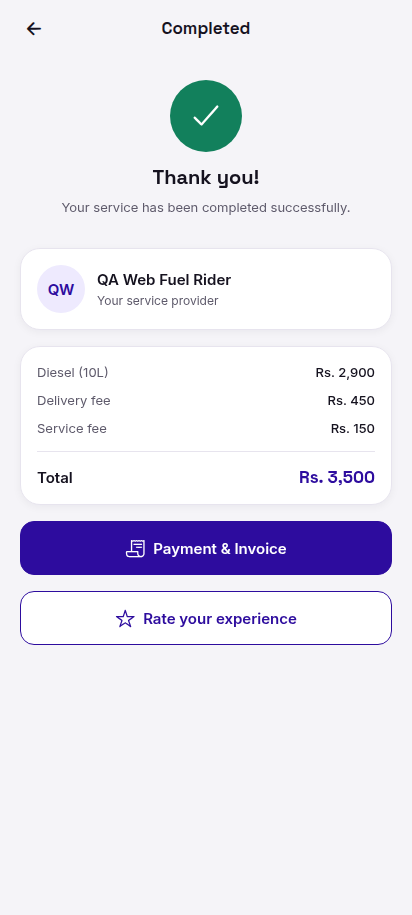 Completed
Thank you!
Your service has been completed successfully.
QW
QA Web Fuel Rider
Your service provider
Diesel (10L) Rs. 2,900
Delivery fee Rs. 450
Service fee Rs. 150
Total Rs. 3,500
Payment & Invoice
Rate your experience